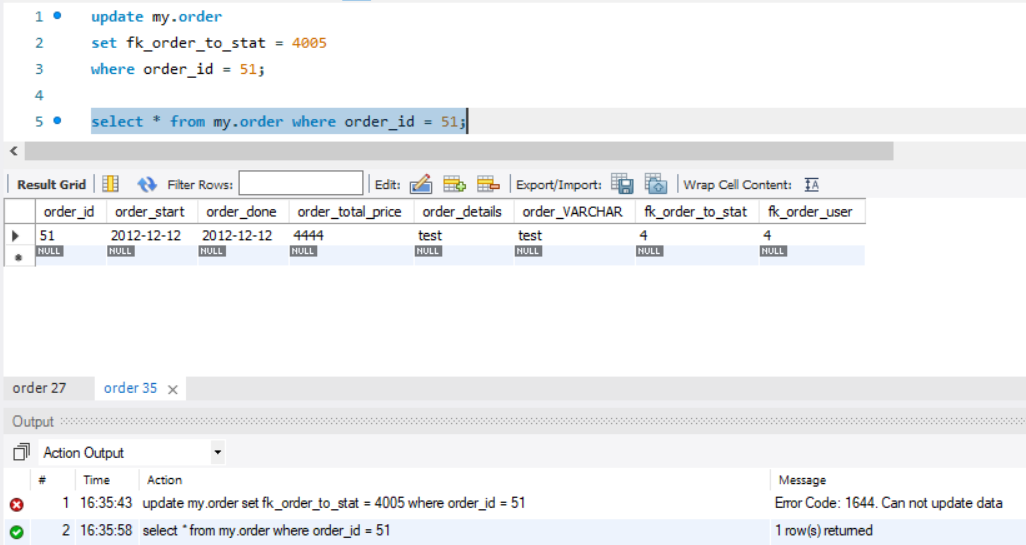 1 update my.order
2 set fk_order_to_stat = 4005
3 where order_id = 51;
4
5 select * from my.order where order_id = 51;
Result Grid Filter Rows: Edit: Export/Import: Wrap Cell Content: IA
order_id order_start order_done order_total_price order_details order_VARCHAR fk_order_to_stat fk_order_user
51 2012-12-12 2012-12-12 4444 test test 4 4
NULL NULL NULL NULL NULL NULL NULL NULL
order 27 order 35
Output
Action Output
# Time Action Message
1 16:35:43 update my.order set fk_order_to_stat = 4005 where order_id = 51 Error Code: 1644. Can not update data
2 16:35:58 select * from my.order where order_id = 51 1 row(s) returned